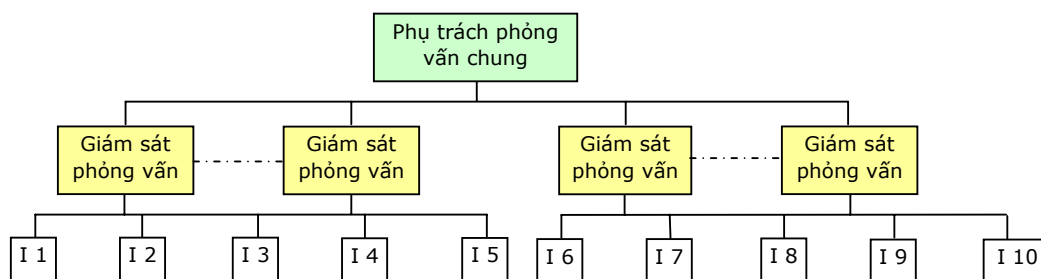 Phụ trách phỏng
vấn chung
Giám sát
phỏng vấn
Giám sát
phỏng vấn
Giám sát
phỏng vấn
Giám sát
phỏng vấn
I 1
I 2
I 3
I 4
I 5
I 6
I 7
I 8
I 9
I 10